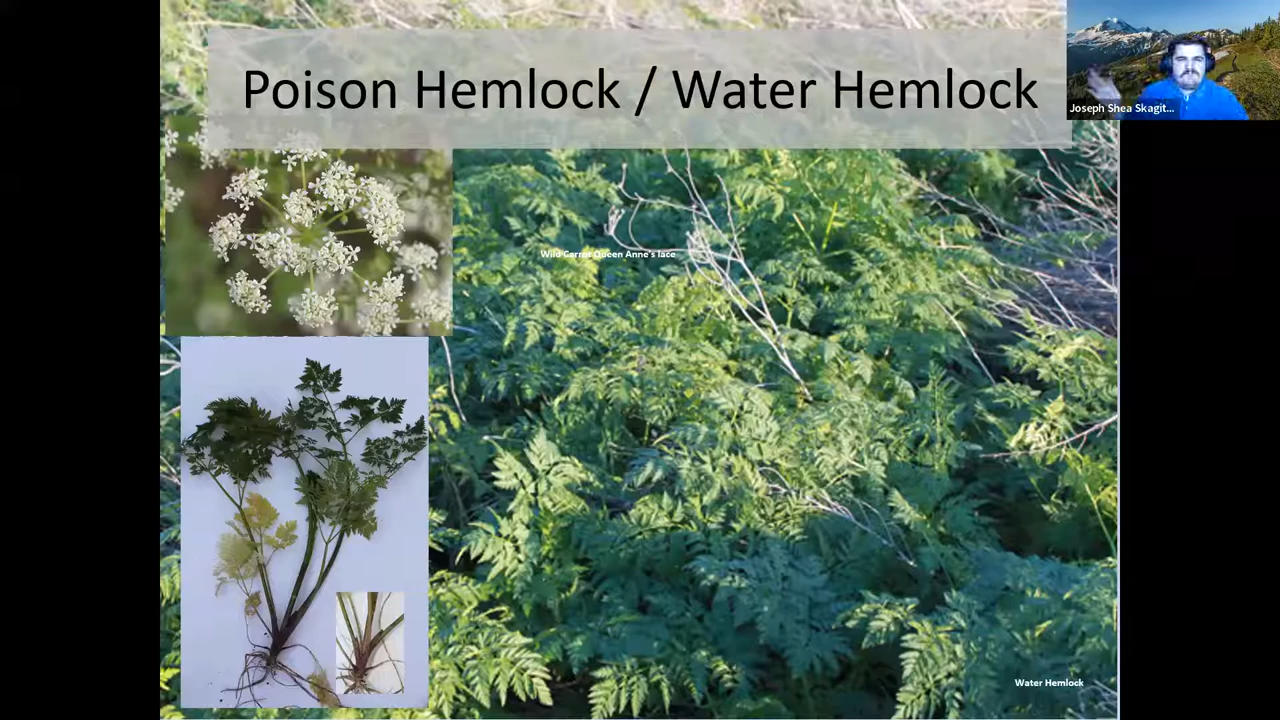 Poison Hemlock / Water Hemlock
Joseph Shea Skagit...
Wild Carrot Queen Anne's lace
Water Hemlock